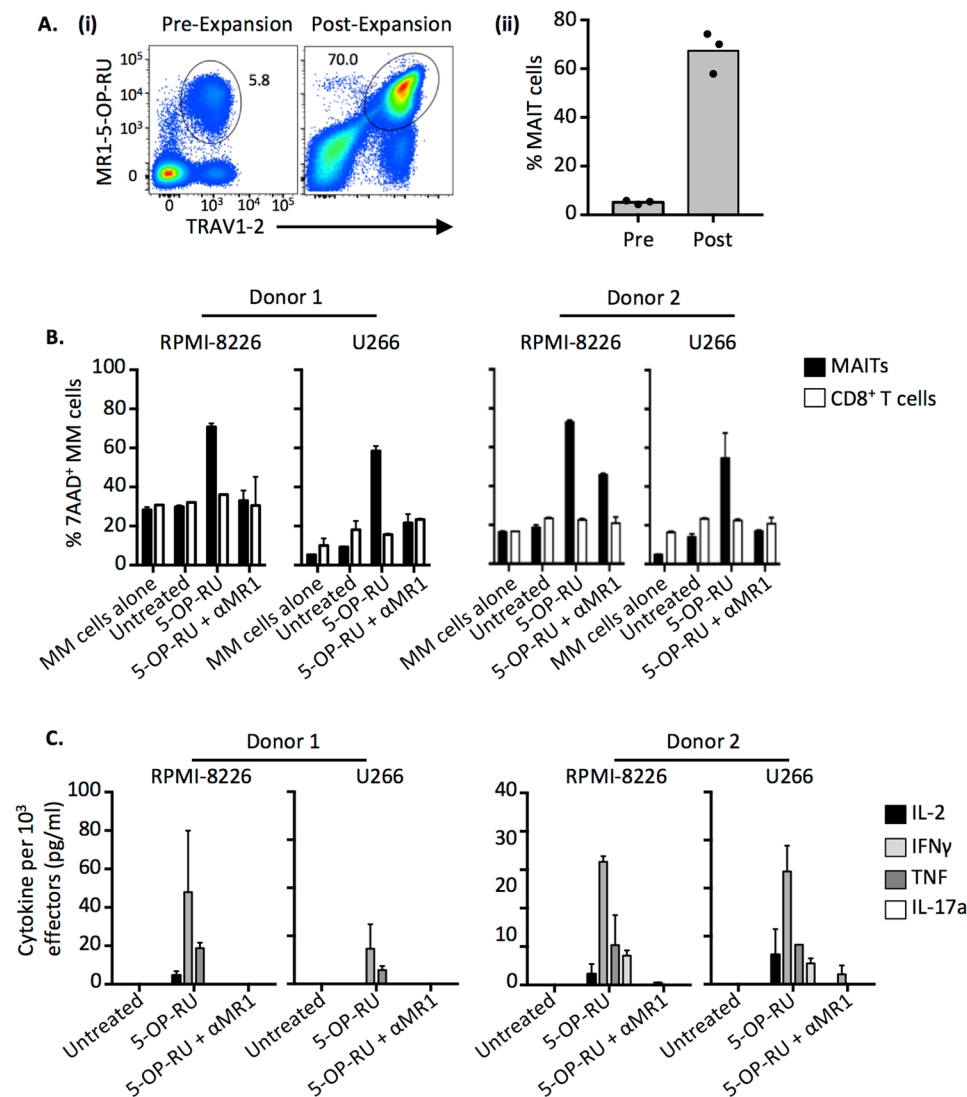 A. (i) Pre-Expansion Post-Expansion (ii)
MR1-5-OP-RU
10⁵
10⁴
10³
0
5.8
70.0
0 10³ 10⁴ 10⁵
TRAV1-2
% MAIT cells
80
60
40
20
0
Pre Post
Donor 1 Donor 2
B.
RPMI-8226 U266 RPMI-8226 U266
MAITs
CD8⁺ T cells
% 7AAD⁺ MM cells
100
80
60
40
20
0
MM cells alone
Untreated
5-OP-RU
5-OP-RU + αMR1
MM cells alone
Untreated
5-OP-RU
5-OP-RU + αMR1
MM cells alone
Untreated
5-OP-RU
5-OP-RU + αMR1
MM cells alone
Untreated
5-OP-RU
5-OP-RU + αMR1
C.
Donor 1 Donor 2
RPMI-8226 U266 RPMI-8226 U266
Cytokine per 10³
effectors (pg/ml)
100
80
60
40
20
0
40
30
20
10
0
IL-2
IFNγ
TNF
IL-17a
Untreated
5-OP-RU
5-OP-RU + αMR1
Untreated
5-OP-RU
5-OP-RU + αMR1
Untreated
5-OP-RU
5-OP-RU + αMR1
Untreated
5-OP-RU
5-OP-RU + αMR1